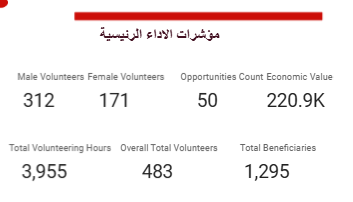 مؤشرات الاداء الرئيسية
Male Volunteers Female Volunteers Opportunities Count Economic Value
312 171 50 220.9K
Total Volunteering Hours Overall Total Volunteers Total Beneficiaries
3,955 483 1,295